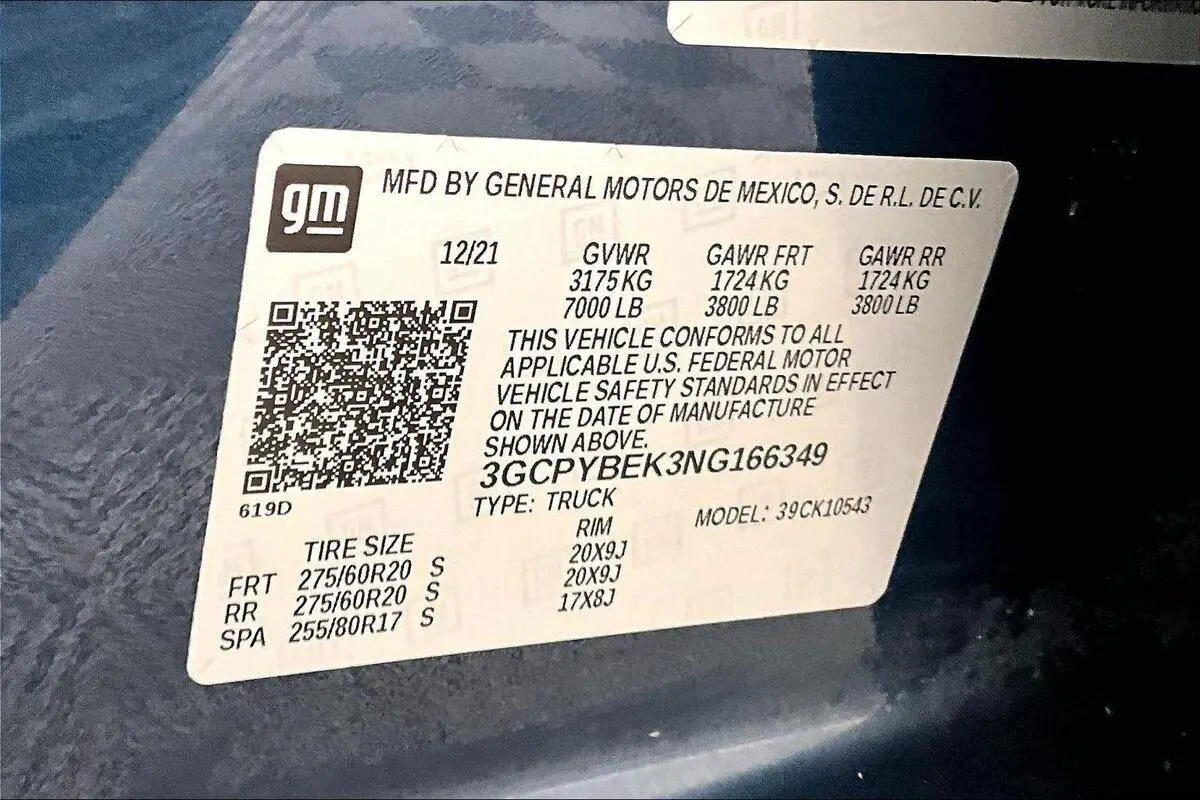 gm
MFD BY GENERAL MOTORS DE MEXICO, S. DE R.L. DE C.V.
12/21 GVWR GAWR FRT GAWR RR
3175 KG 1724 KG 1724 KG
7000 LB 3800 LB 3800 LB
THIS VEHICLE CONFORMS TO ALL
APPLICABLE U.S. FEDERAL MOTOR
VEHICLE SAFETY STANDARDS IN EFFECT
ON THE DATE OF MANUFACTURE
SHOWN ABOVE.
3GCPYBEK3NG166349
619D
TYPE: TRUCK MODEL: 39CK10543
TIRE SIZE RIM
FRT 275/60R20 S 20X9J
RR 275/60R20 S 20X9J
SPA 255/80R17 S 17X8J